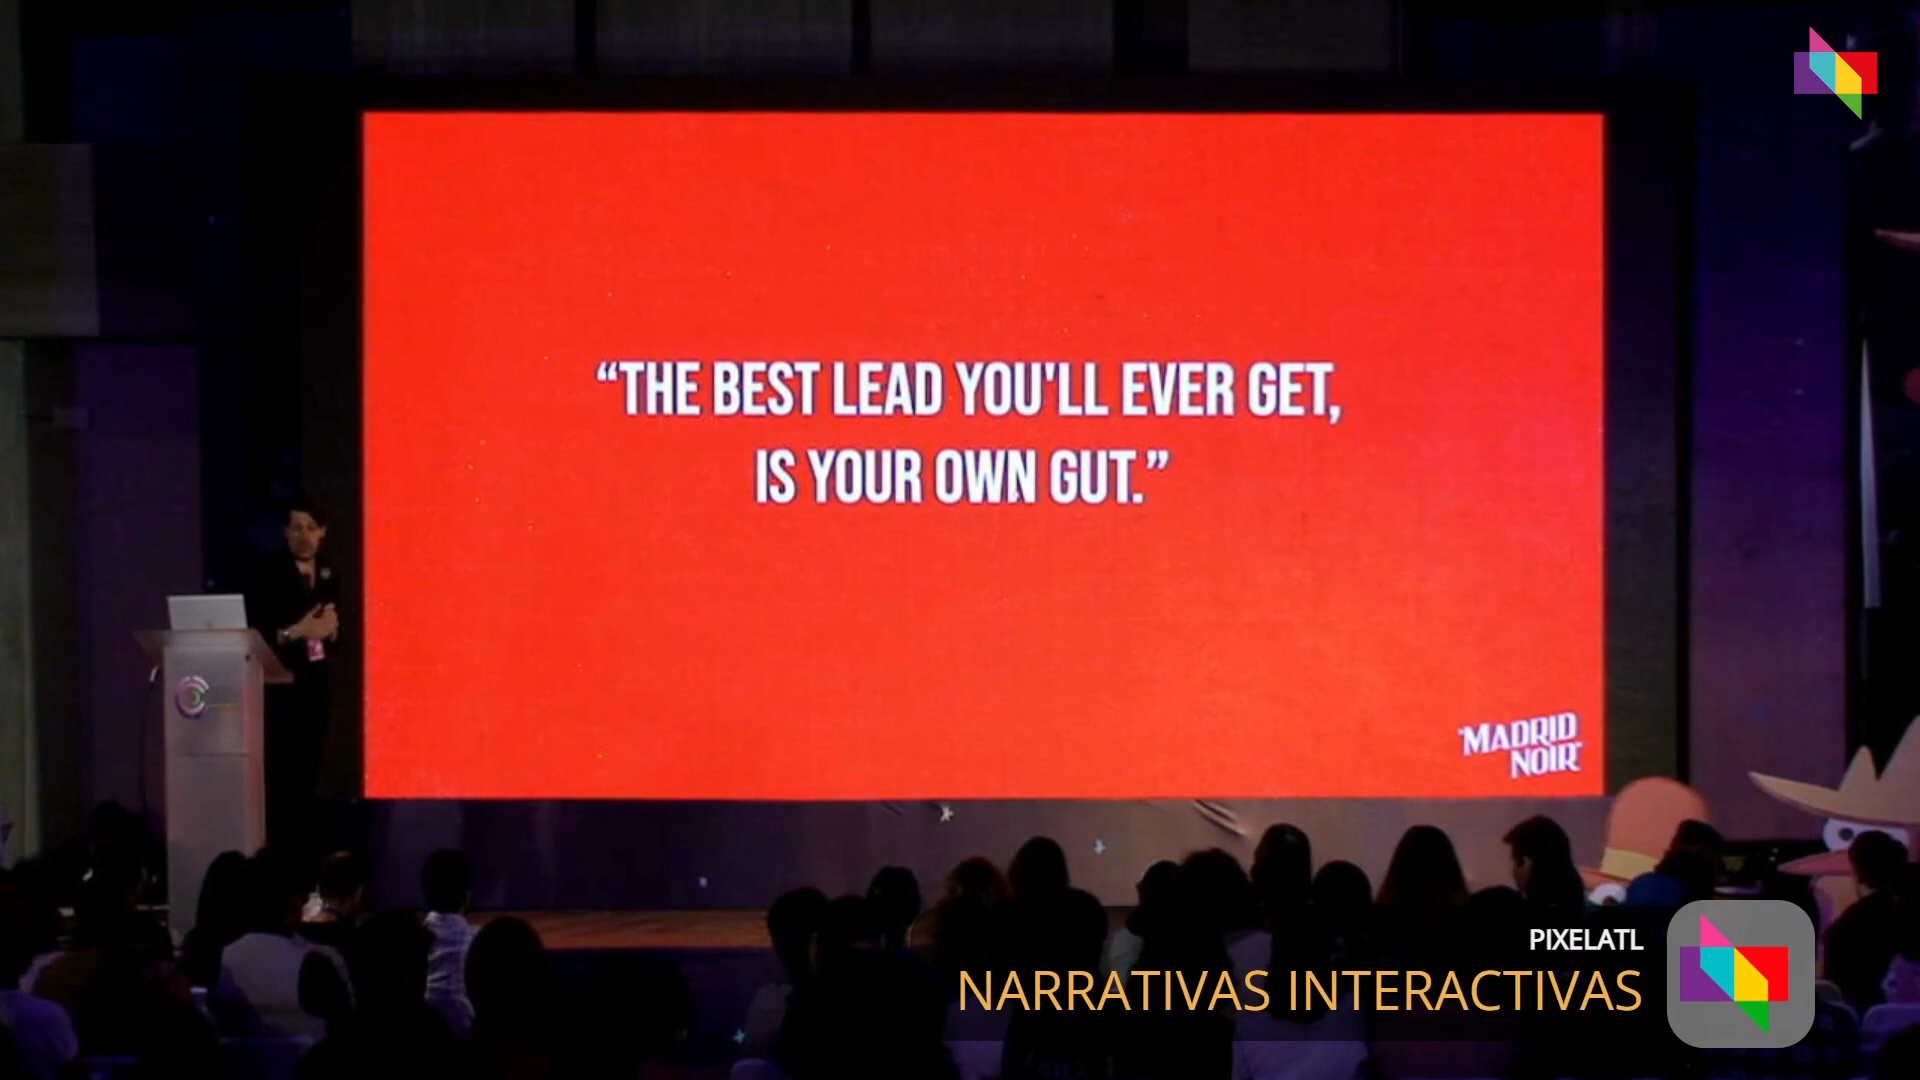 “THE BEST LEAD YOU'LL EVER GET,
IS YOUR OWN GUT.”
MADRID
NOIR
PIXELATL
NARRATIVAS INTERACTIVAS